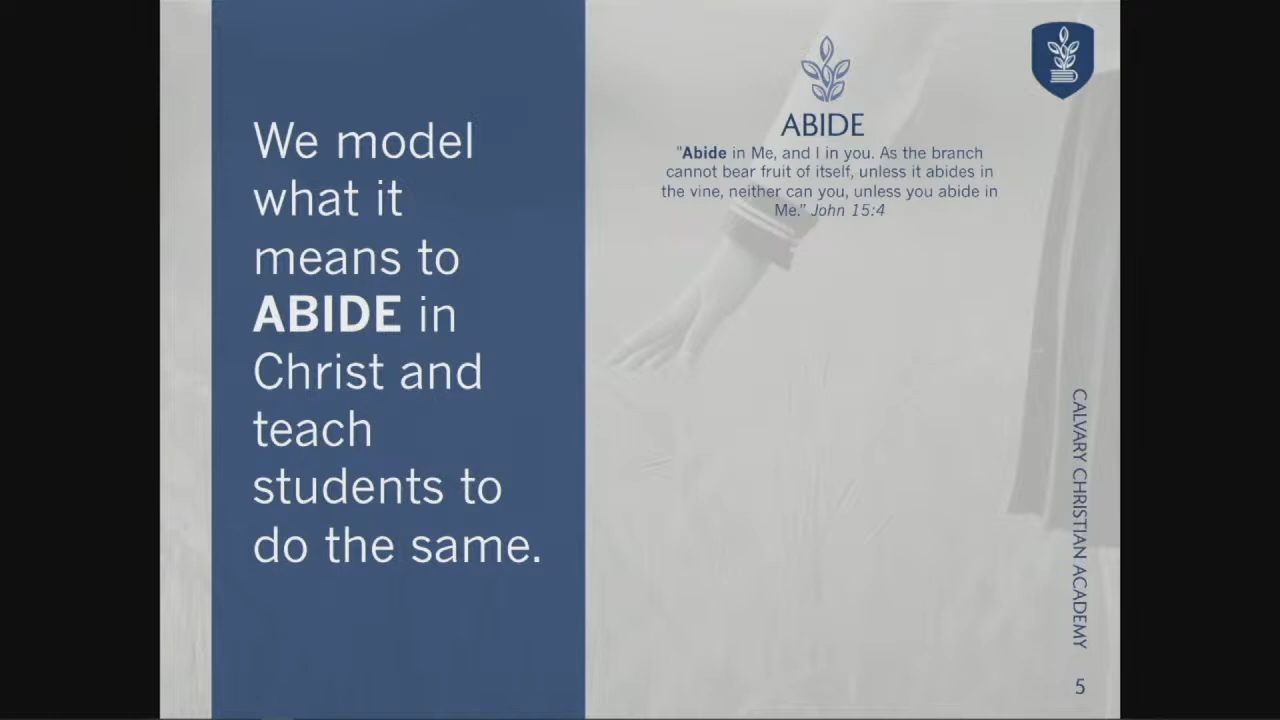 We model
what it
means to
ABIDE in
Christ and
teach
students to
do the same.
ABIDE
"Abide in Me, and I in you. As the branch
cannot bear fruit of itself, unless it abides in
the vine, neither can you, unless you abide in
Me.” John 15:4
CALVARY CHRISTIAN ACADEMY
5